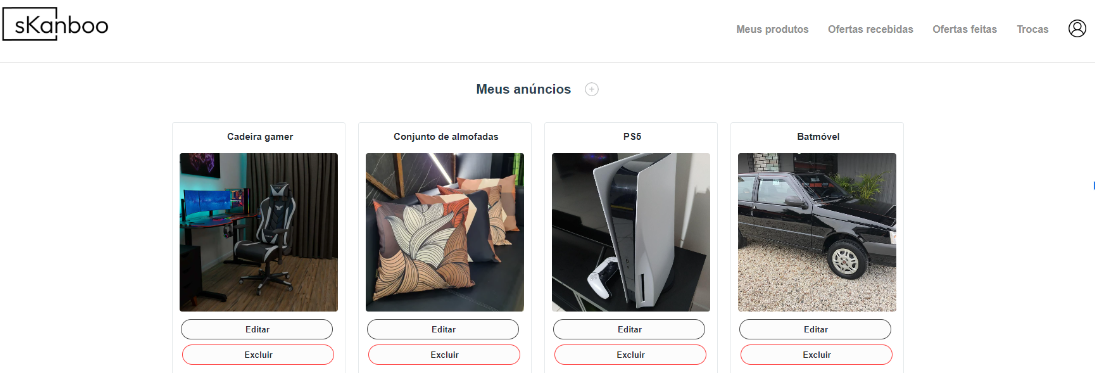 sKanboo
Meus produtos Ofertas recebidas Ofertas feitas Trocas
Meus anúncios
Cadeira gamer Conjunto de almofadas PS5 Batmóvel
Editar Editar Editar Editar
Excluir Excluir Excluir Excluir